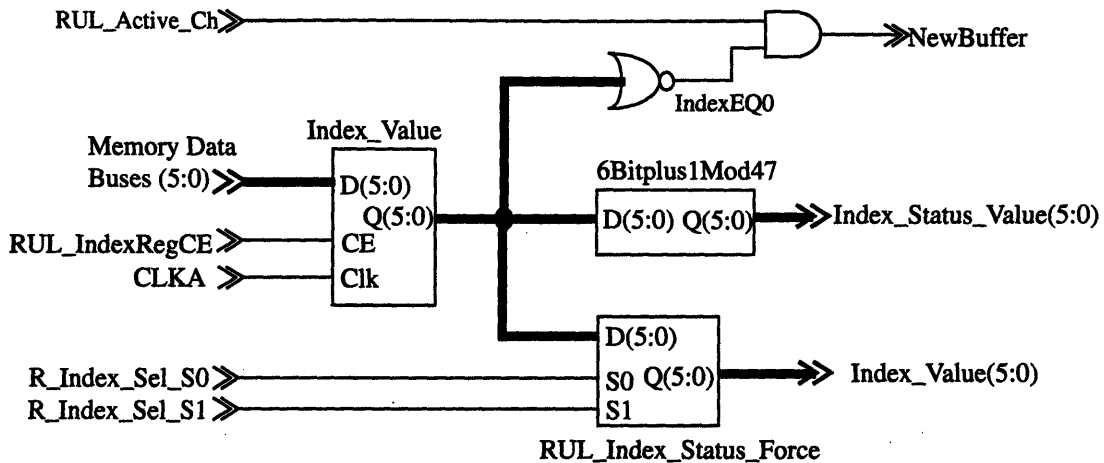 RUL_Active_Ch
NewBuffer
IndexEQ0
Index_Value
Memory Data
Buses (5:0)
D(5:0)
Q(5:0)
RUL_IndexRegCE
CE
CLKA
Clk
6Bitplus1Mod47
D(5:0) Q(5:0)
Index_Status_Value(5:0)
D(5:0)
R_Index_Sel_S0
S0 Q(5:0)
Index_Value(5:0)
R_Index_Sel_S1
S1
RUL_Index_Status_Force